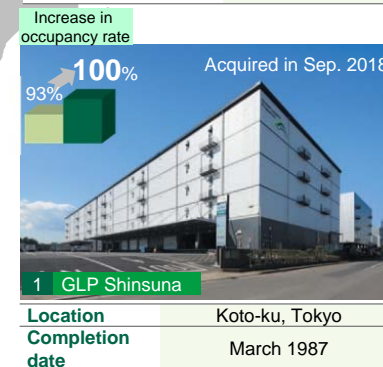 Increase in
occupancy rate
100%
93%
Acquired in Sep. 2018
1 GLP Shinsuna
Location Koto-ku, Tokyo
Completion
date March 1987